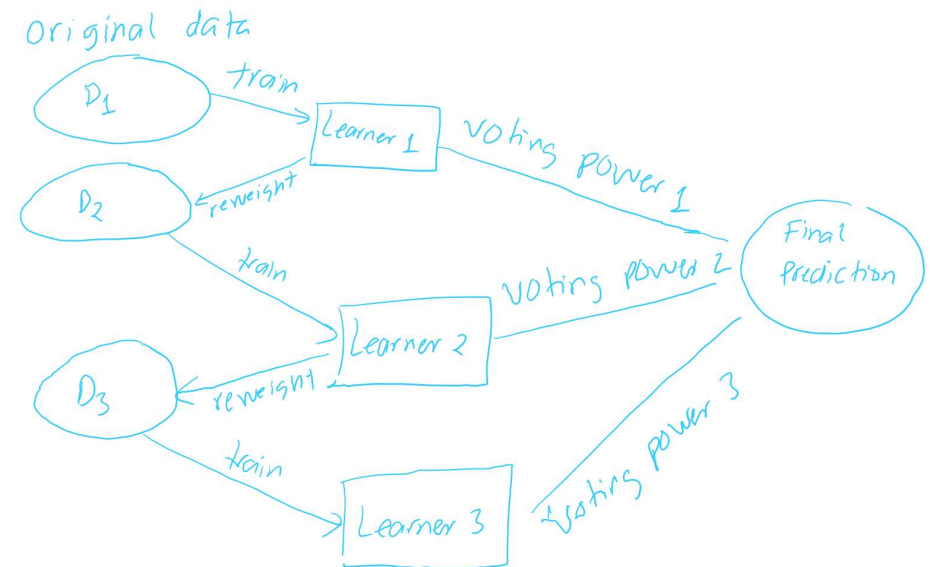 Original data
D1
train
Learner 1
voting power 1
reweight
D2
train
voting power 2
Final
Prediction
Learner 2
reweight
D3
train
voting power 3
Learner 3